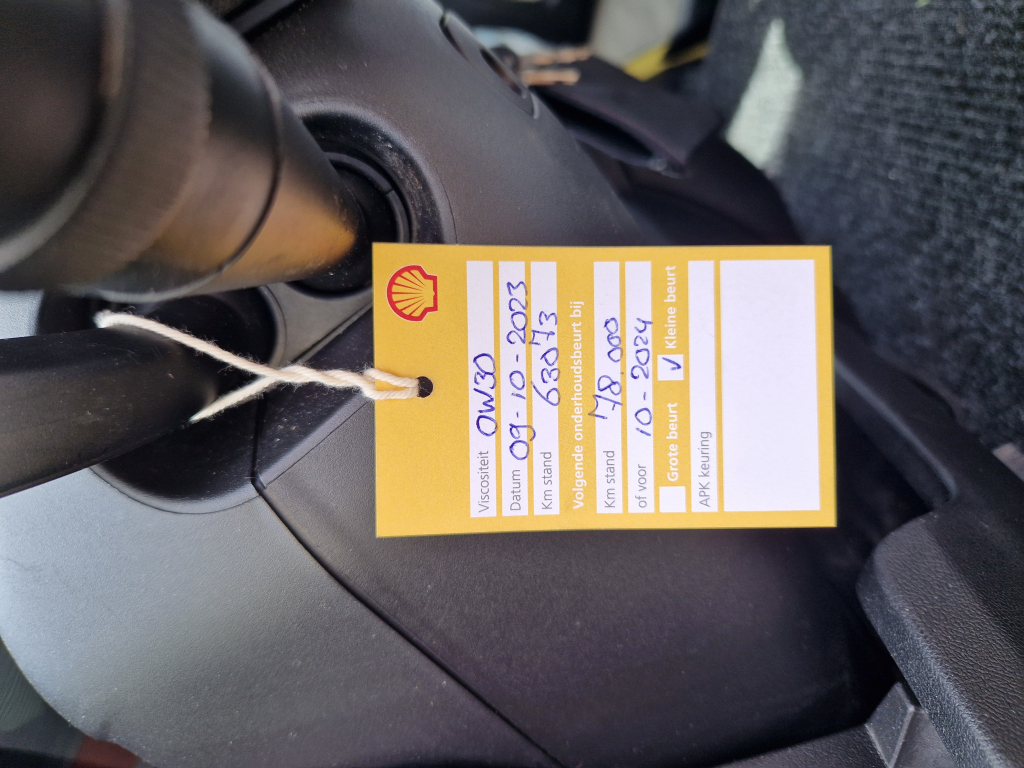 Viscositeit 0W30
Datum 09-10-2023
Km stand 63073
Volgende onderhoudsbeurt bij
Km stand 78.000
of voor 10-2024
Grote beurt ✓ Kleine beurt
APK keuring